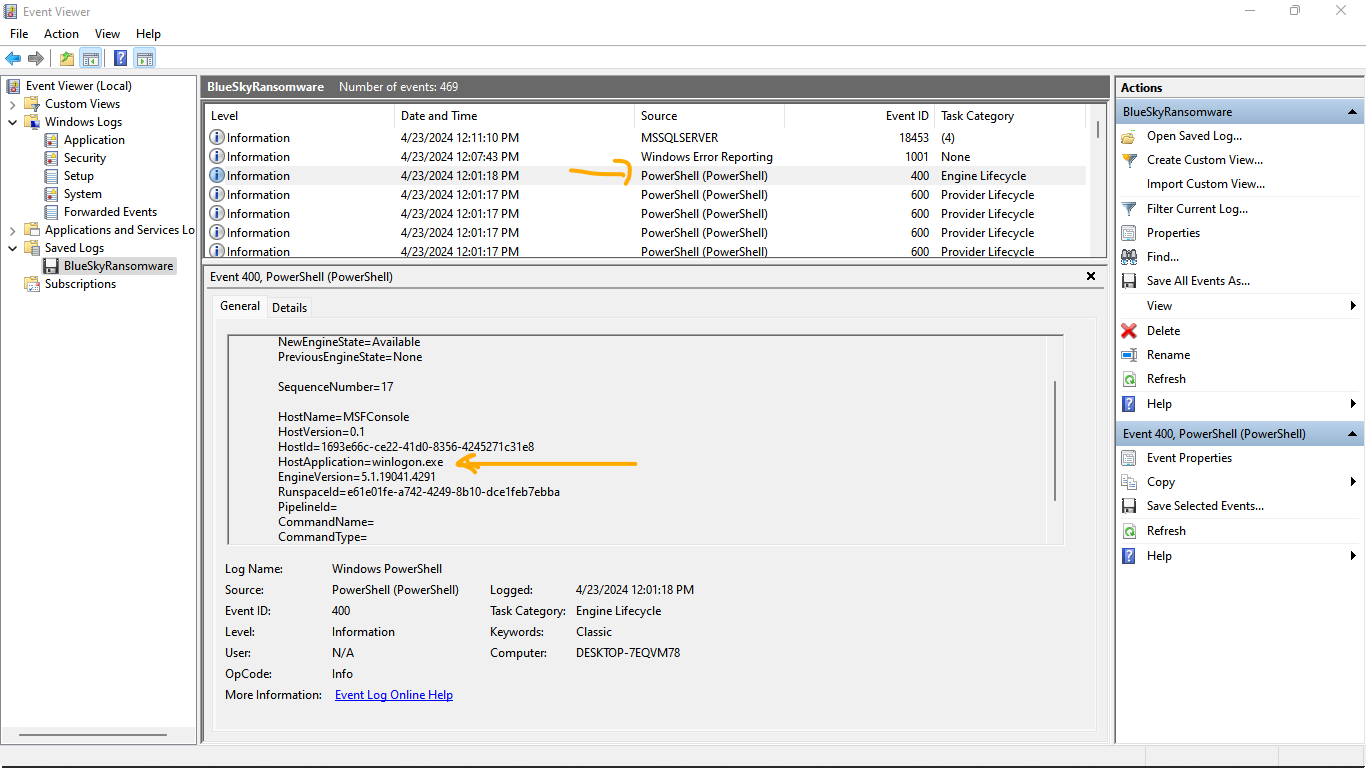 Event Viewer
File Action View Help
Event Viewer (Local)
Custom Views
Windows Logs
Application
Security
Setup
System
Forwarded Events
Applications and Services Lo
Saved Logs
BlueSkyRansomware
Subscriptions
BlueSkyRansomware Number of events: 469
Level Date and Time Source Event ID Task Category
Information 4/23/2024 12:11:10 PM MSSQLSERVER 18453 (4)
Information 4/23/2024 12:07:43 PM Windows Error Reporting 1001 None
Information 4/23/2024 12:01:18 PM PowerShell (PowerShell) 400 Engine Lifecycle
Information 4/23/2024 12:01:17 PM PowerShell (PowerShell) 600 Provider Lifecycle
Information 4/23/2024 12:01:17 PM PowerShell (PowerShell) 600 Provider Lifecycle
Information 4/23/2024 12:01:17 PM PowerShell (PowerShell) 600 Provider Lifecycle
Information 4/23/2024 12:01:17 PM PowerShell (PowerShell) 600 Provider Lifecycle
Event 400, PowerShell (PowerShell)
General Details
NewEngineState=Available
PreviousEngineState=None
SequenceNumber=17
HostName=MSFConsole
HostVersion=0.1
HostId=1693e66c-ce22-41d0-8356-4245271c31e8
HostApplication=winlogon.exe
EngineVersion=5.1.19041.4291
RunspaceId=e61e01fe-a742-4249-8b10-dce1feb7ebba
PipelineId=
CommandName=
CommandType=
Log Name: Windows PowerShell
Source: PowerShell (PowerShell) Logged: 4/23/2024 12:01:18 PM
Event ID: 400 Task Category: Engine Lifecycle
Level: Information Keywords: Classic
User: N/A Computer: DESKTOP-7EQVM78
OpCode: Info
More Information: Event Log Online Help
Actions
BlueSkyRansomware
Open Saved Log...
Create Custom View...
Import Custom View...
Filter Current Log...
Properties
Find...
Save All Events As...
View
Delete
Rename
Refresh
Help
Event 400, PowerShell (PowerShell)
Event Properties
Copy
Save Selected Events...
Refresh
Help